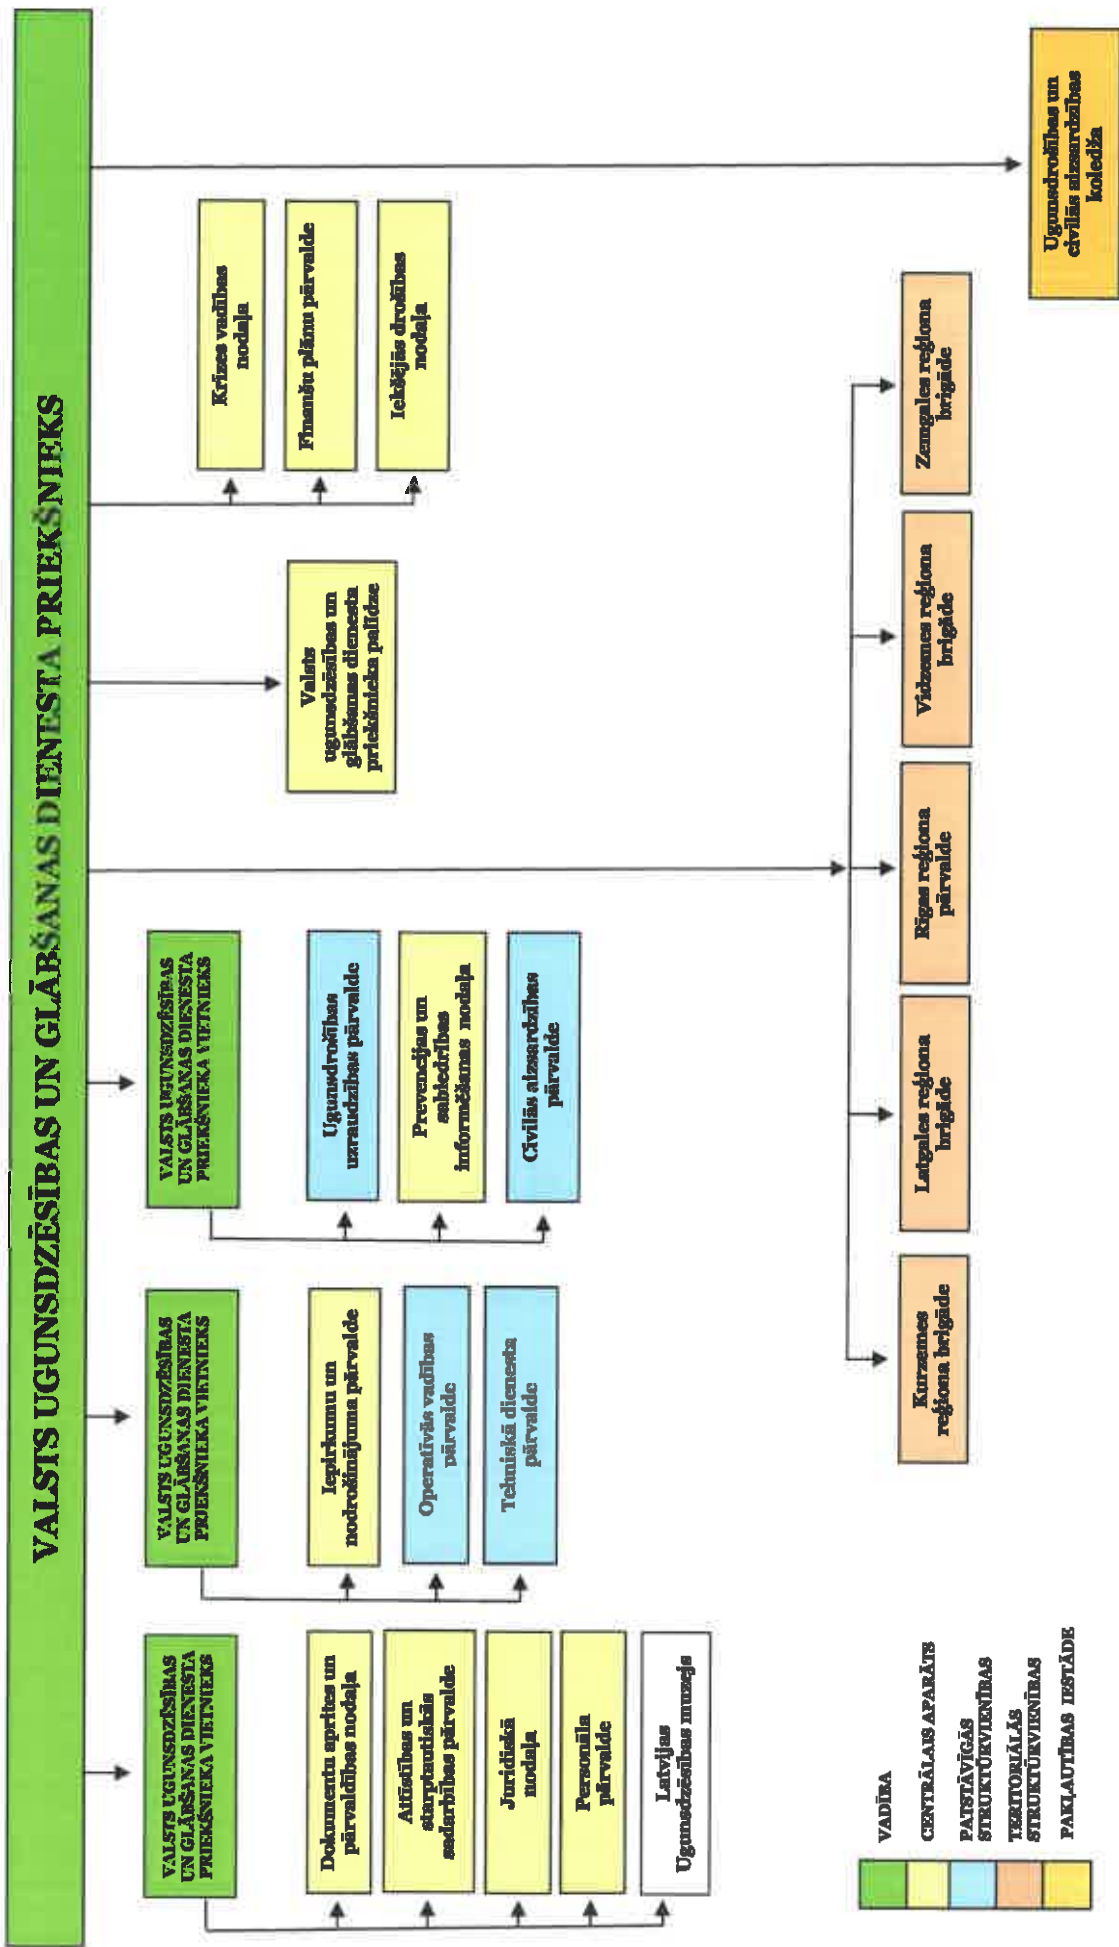 VALSTS UGUNSDZĒSĪBAS UN GLĀBŠANAS DIENESTA PRIEKŠNIEKS
VALSTS UGUNSDZĒSĪBAS
UN GLĀBŠANAS DIENESTA
PRIEKŠNIEKA VIETNIEKS
Dokumentu aprites un
pārvaldības nodaļa
Attīstības un
starptautiskās
sadarbības pārvalde
Juridiskā
nodaļa
Personāla
pārvalde
Latvijas
Ugunsdzēsības muzejs
VALSTS UGUNSDZĒSĪBAS
UN GLĀBŠANAS DIENESTA
PRIEKŠNIEKA VIETNIEKS
Iepirkumu un
nodrošinājuma pārvalde
Operatīvās vadības
pārvalde
Tehniskā dienesta
pārvalde
VALSTS UGUNSDZĒSĪBAS
UN GLĀBŠANAS DIENESTA
PRIEKŠNIEKA VIETNIEKS
Ugunsdrošības
uzraudzības pārvalde
Prevencijas un
sabiedrības
informēšanas nodaļa
Civilās aizsardzības
pārvalde
Valsts
ugunsdzēsības un
glābšanas dienesta
priekšnieka palīdze
Krīzes vadības
nodaļa
Finanšu plānu pārvalde
Iekšējās drošības
nodaļa
Kurzemes
reģiona brigāde
Latgales reģiona
brigāde
Rīgas reģiona
pārvalde
Vidzemes reģiona
brigāde
Zemgales reģiona
brigāde
Ugunsdrošības un
civilās aizsardzības
koledža
VADĪBA
CENTRĀLAIS APARĀTS
PATSTĀVĪGĀS
STRUKTŪRVIENĪBAS
TERITORIĀLĀS
STRUKTŪRVIENĪBAS
PAKĻAUTĪBAS IESTĀDE